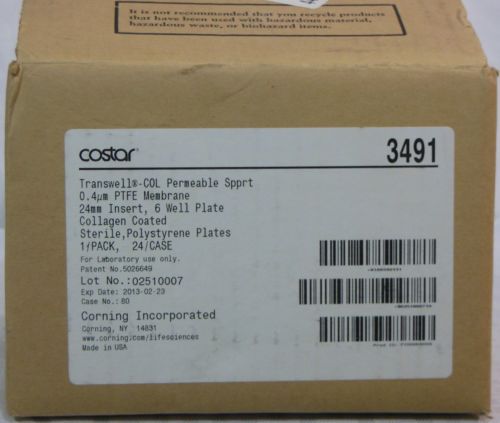 It is not recommended that you recycle products
that have been used with hazardous material,
hazardous waste, or biohazard items.
costar®
3491
Transwell®-COL Permeable Spprt
0.4µm PTFE Membrane
24mm Insert, 6 Well Plate
Collagen Coated
Sterile,Polystyrene Plates
1/PACK, 24/CASE
For Laboratory use only.
Patent No.5026649
Lot No.:02510007
Exp Date: 2013-02-23
Case No.: 80
Corning Incorporated
Corning, NY 14831
www.corning.com/lifesciences
Made in USA